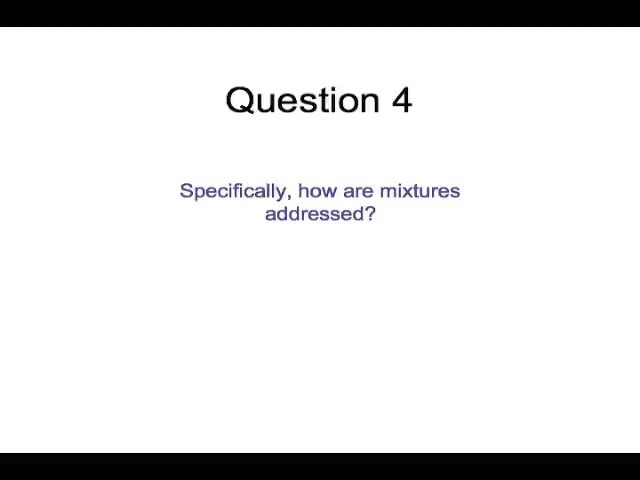 Question 4
Specifically, how are mixtures
addressed?